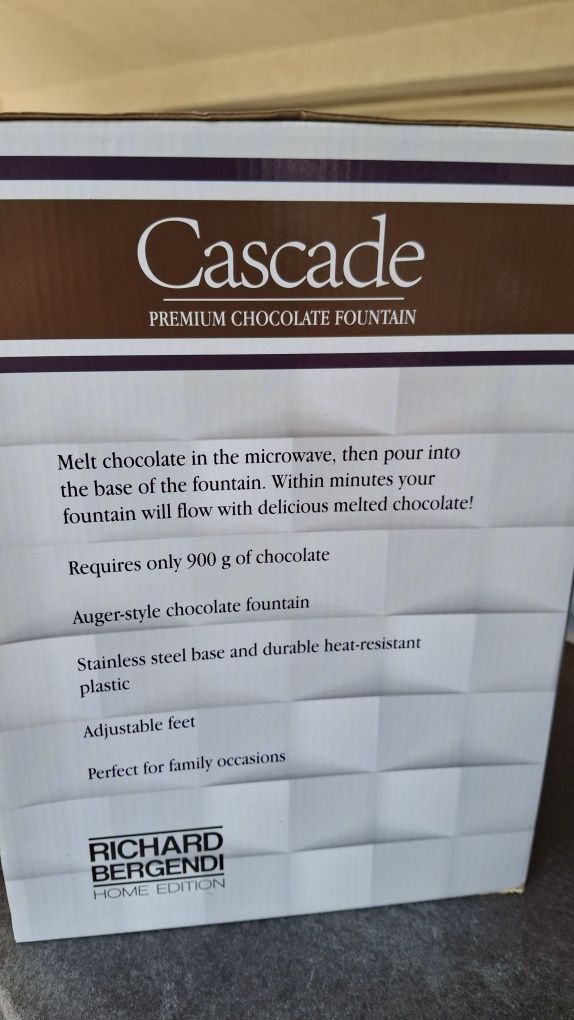 Cascade
PREMIUM CHOCOLATE FOUNTAIN
Melt chocolate in the microwave, then pour into
the base of the fountain. Within minutes your
fountain will flow with delicious melted chocolate!
Requires only 900 g of chocolate
Auger-style chocolate fountain
Stainless steel base and durable heat-resistant
plastic
Adjustable feet
Perfect for family occasions
RICHARD
BERGENDI
HOME EDITION